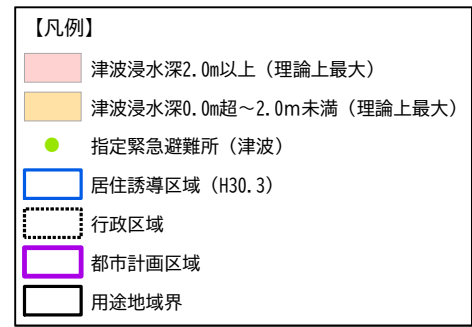 【凡例】
津波浸水深2.0m以上（理論上最大）
津波浸水深0.0m超～2.0m未満（理論上最大）
指定緊急避難所（津波）
居住誘導区域（H30.3）
行政区域
都市計画区域
用途地域界